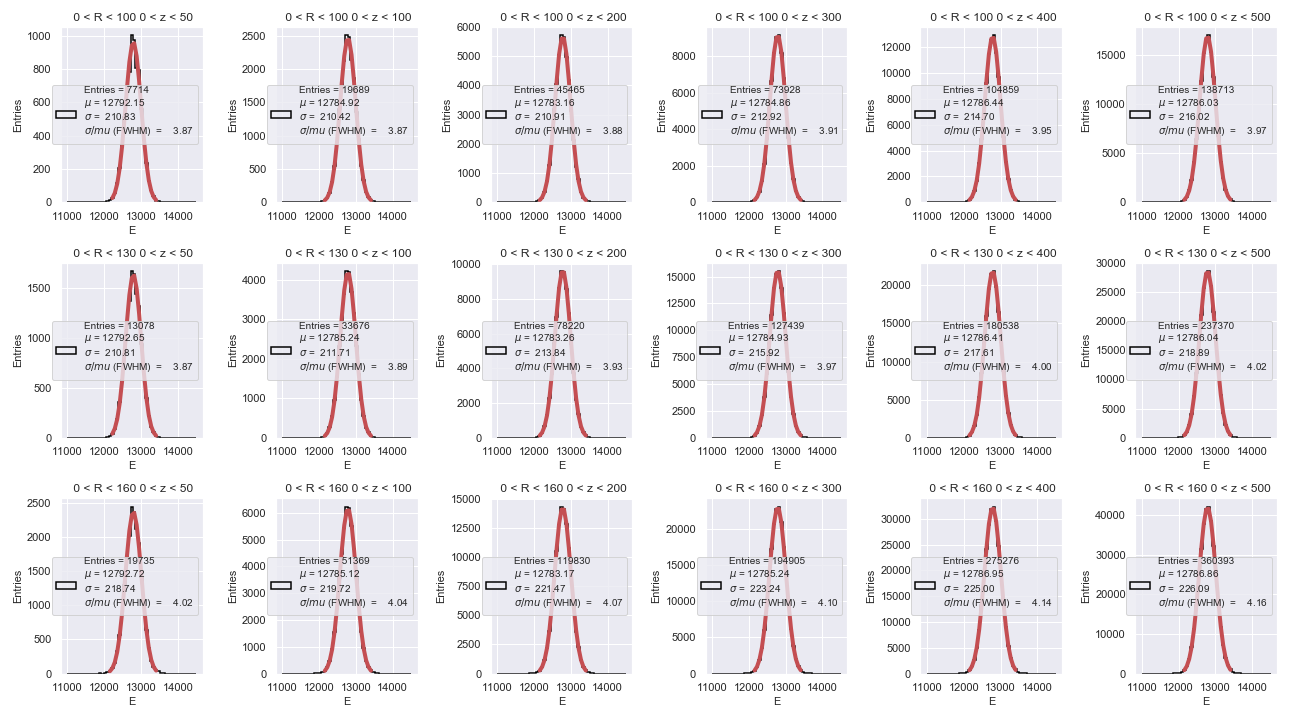 0 < R < 100 0 < z < 50
1000
800
600
400
200
0
Entries
Entries = 7714
μ = 12792.15
σ = 210.83
σ/mu (FWHM) = 3.87
11000 12000 13000 14000
E
0 < R < 100 0 < z < 100
2500
2000
1500
1000
500
0
Entries
Entries = 19689
μ = 12784.92
σ = 210.42
σ/mu (FWHM) = 3.87
11000 12000 13000 14000
E
0 < R < 100 0 < z < 200
6000
5000
4000
3000
2000
1000
0
Entries
Entries = 45465
μ = 12783.16
σ = 210.91
σ/mu (FWHM) = 3.88
11000 12000 13000 14000
E
0 < R < 100 0 < z < 300
8000
6000
4000
2000
0
Entries
Entries = 73928
μ = 12784.86
σ = 212.92
σ/mu (FWHM) = 3.91
11000 12000 13000 14000
E
0 < R < 100 0 < z < 400
12000
10000
8000
6000
4000
2000
0
Entries
Entries = 104859
μ = 12786.44
σ = 214.70
σ/mu (FWHM) = 3.95
11000 12000 13000 14000
E
0 < R < 100 0 < z < 500
15000
10000
5000
0
Entries
Entries = 138713
μ = 12786.03
σ = 216.02
σ/mu (FWHM) = 3.97
11000 12000 13000 14000
E
0 < R < 130 0 < z < 50
1500
1000
500
0
Entries
Entries = 13078
μ = 12792.65
σ = 210.81
σ/mu (FWHM) = 3.87
11000 12000 13000 14000
E
0 < R < 130 0 < z < 100
4000
3000
2000
1000
0
Entries
Entries = 33676
μ = 12785.24
σ = 211.71
σ/mu (FWHM) = 3.89
11000 12000 13000 14000
E
0 < R < 130 0 < z < 200
10000
8000
6000
4000
2000
0
Entries
Entries = 78220
μ = 12783.26
σ = 213.84
σ/mu (FWHM) = 3.93
11000 12000 13000 14000
E
0 < R < 130 0 < z < 300
15000
12500
10000
7500
5000
2500
0
Entries
Entries = 127439
μ = 12784.93
σ = 215.92
σ/mu (FWHM) = 3.97
11000 12000 13000 14000
E
0 < R < 130 0 < z < 400
20000
15000
10000
5000
0
Entries
Entries = 180538
μ = 12786.41
σ = 217.61
σ/mu (FWHM) = 4.00
11000 12000 13000 14000
E
0 < R < 130 0 < z < 500
30000
25000
20000
15000
10000
5000
0
Entries
Entries = 237370
μ = 12786.04
σ = 218.89
σ/mu (FWHM) = 4.02
11000 12000 13000 14000
E
0 < R < 160 0 < z < 50
2500
2000
1500
1000
500
0
Entries
Entries = 19735
μ = 12792.72
σ = 218.74
σ/mu (FWHM) = 4.02
11000 12000 13000 14000
E
0 < R < 160 0 < z < 100
6000
5000
4000
3000
2000
1000
0
Entries
Entries = 51369
μ = 12785.12
σ = 219.72
σ/mu (FWHM) = 4.04
11000 12000 13000 14000
E
0 < R < 160 0 < z < 200
15000
12500
10000
7500
5000
2500
0
Entries
Entries = 119830
μ = 12783.17
σ = 221.47
σ/mu (FWHM) = 4.07
11000 12000 13000 14000
E
0 < R < 160 0 < z < 300
20000
15000
10000
5000
0
Entries
Entries = 194905
μ = 12785.24
σ = 223.24
σ/mu (FWHM) = 4.10
11000 12000 13000 14000
E
0 < R < 160 0 < z < 400
30000
25000
20000
15000
10000
5000
0
Entries
Entries = 275276
μ = 12786.95
σ = 225.00
σ/mu (FWHM) = 4.14
11000 12000 13000 14000
E
0 < R < 160 0 < z < 500
40000
30000
20000
10000
0
Entries
Entries = 360393
μ = 12786.86
σ = 226.09
σ/mu (FWHM) = 4.16
11000 12000 13000 14000
E